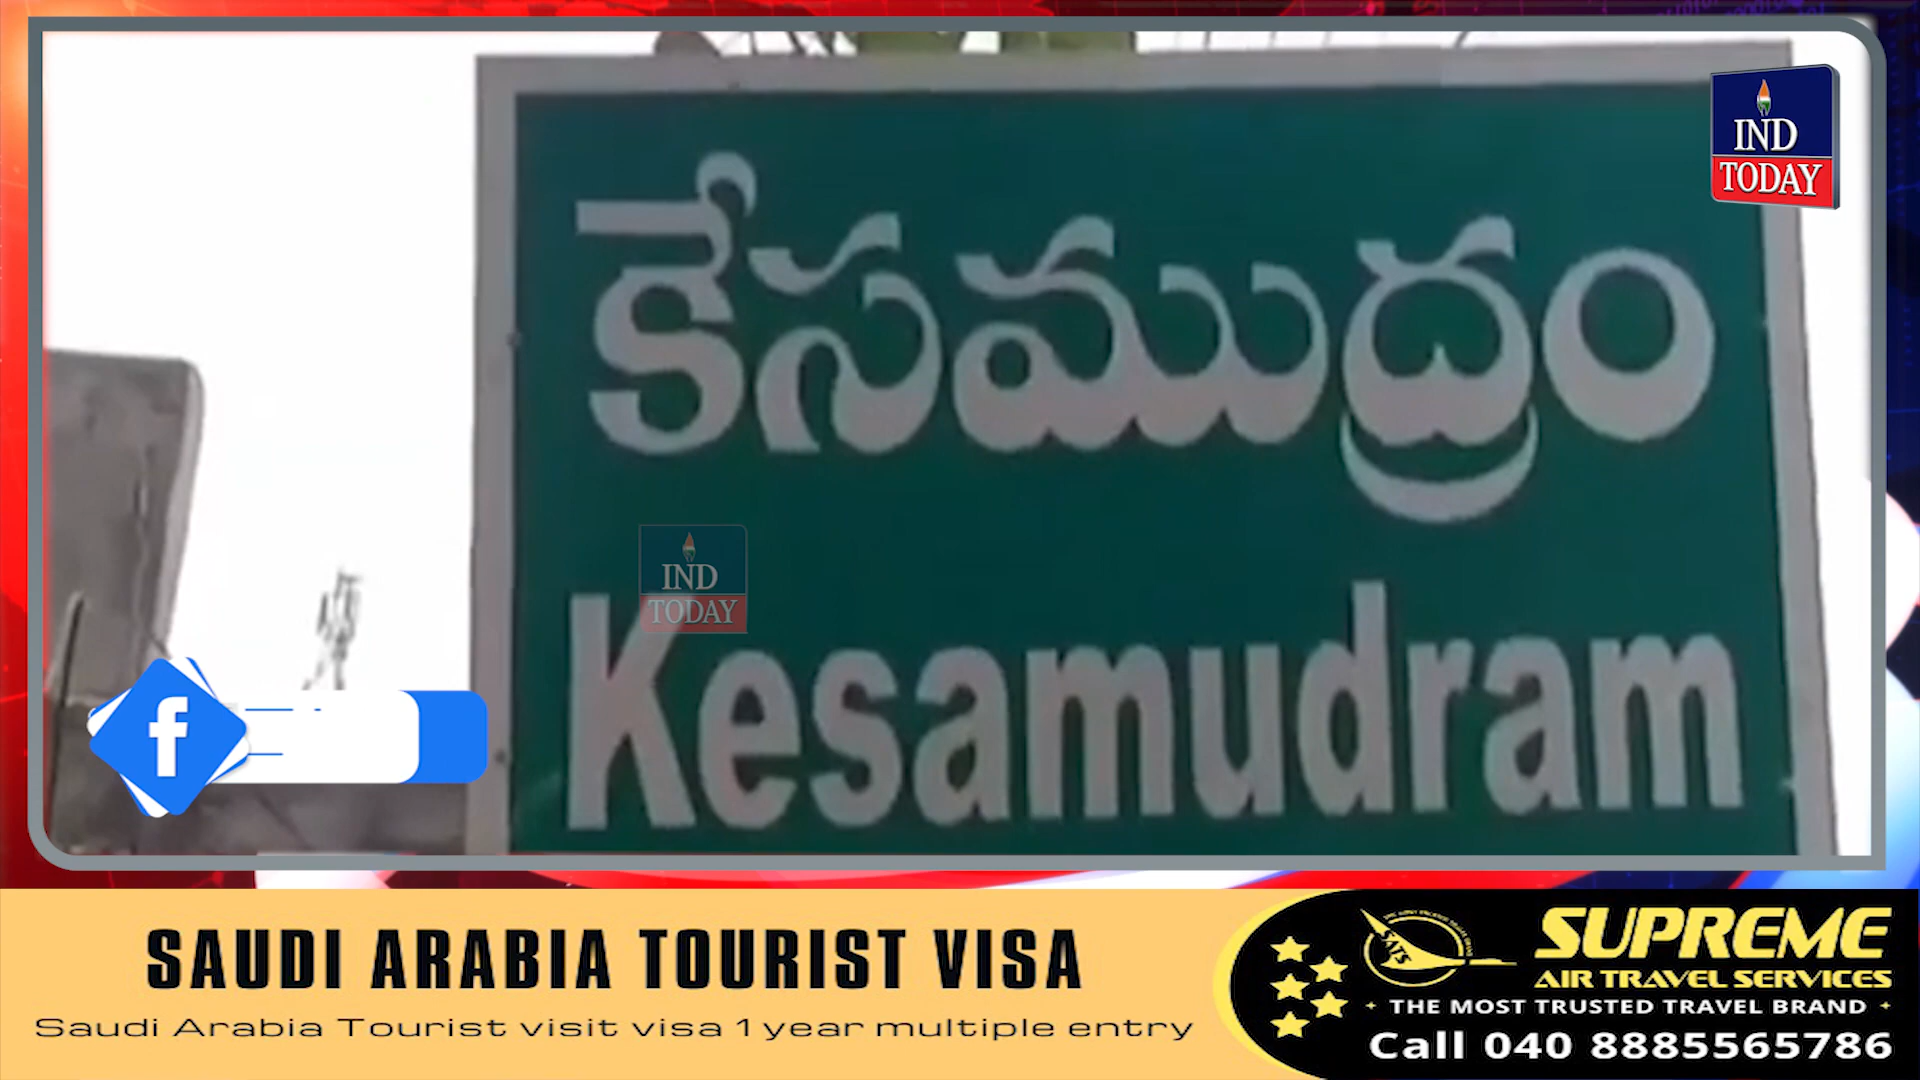 IND
TODAY
కేసముద్రం
IND
TODAY
Kesamudram
f
SAUDI ARABIA TOURIST VISA
Saudi Arabia Tourist visit visa 1 year multiple entry
SATS
SUPREME
AIR TRAVEL SERVICES
THE MOST TRUSTED TRAVEL BRAND
Call 040 8885565786